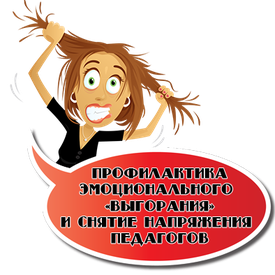 ПРОФИЛАКТИКА
ЭМОЦИОНАЛЬНОГО
«ВЫГОРАНИЯ»
И СНЯТИЕ НАПРЯЖЕНИЯ
ПЕДАГОГОВ